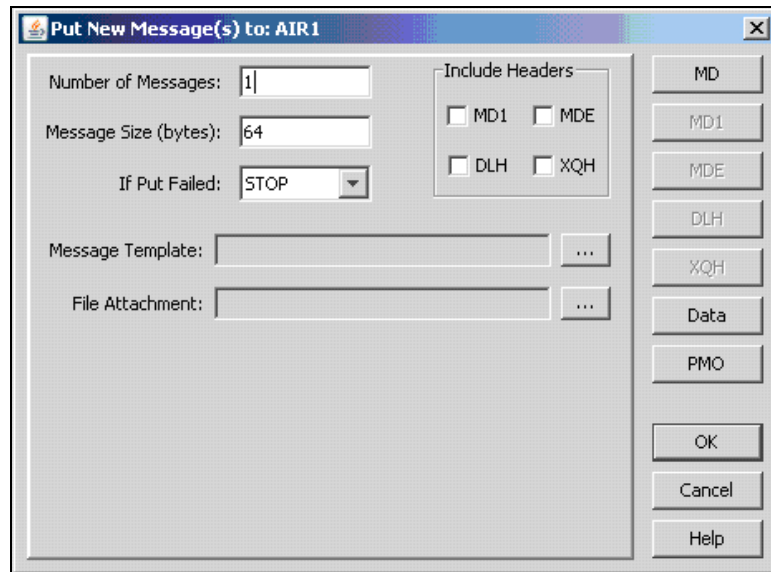 Put New Message(s) to: AIR1
Number of Messages: 1
Message Size (bytes): 64
If Put Failed: STOP
Include Headers
MD1 MDE
DLH XQH
Message Template: ...
File Attachment: ...
MD
MD1
MDE
DLH
XQH
Data
PMO
OK
Cancel
Help